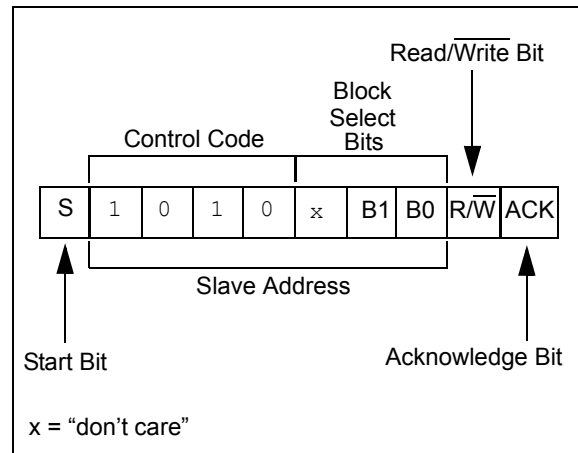 Read/Write Bit
Block
Select
Bits
Control Code
S 1 0 1 0 x B1 B0 R/W ACK
Slave Address
Start Bit
Acknowledge Bit
x = “don’t care”